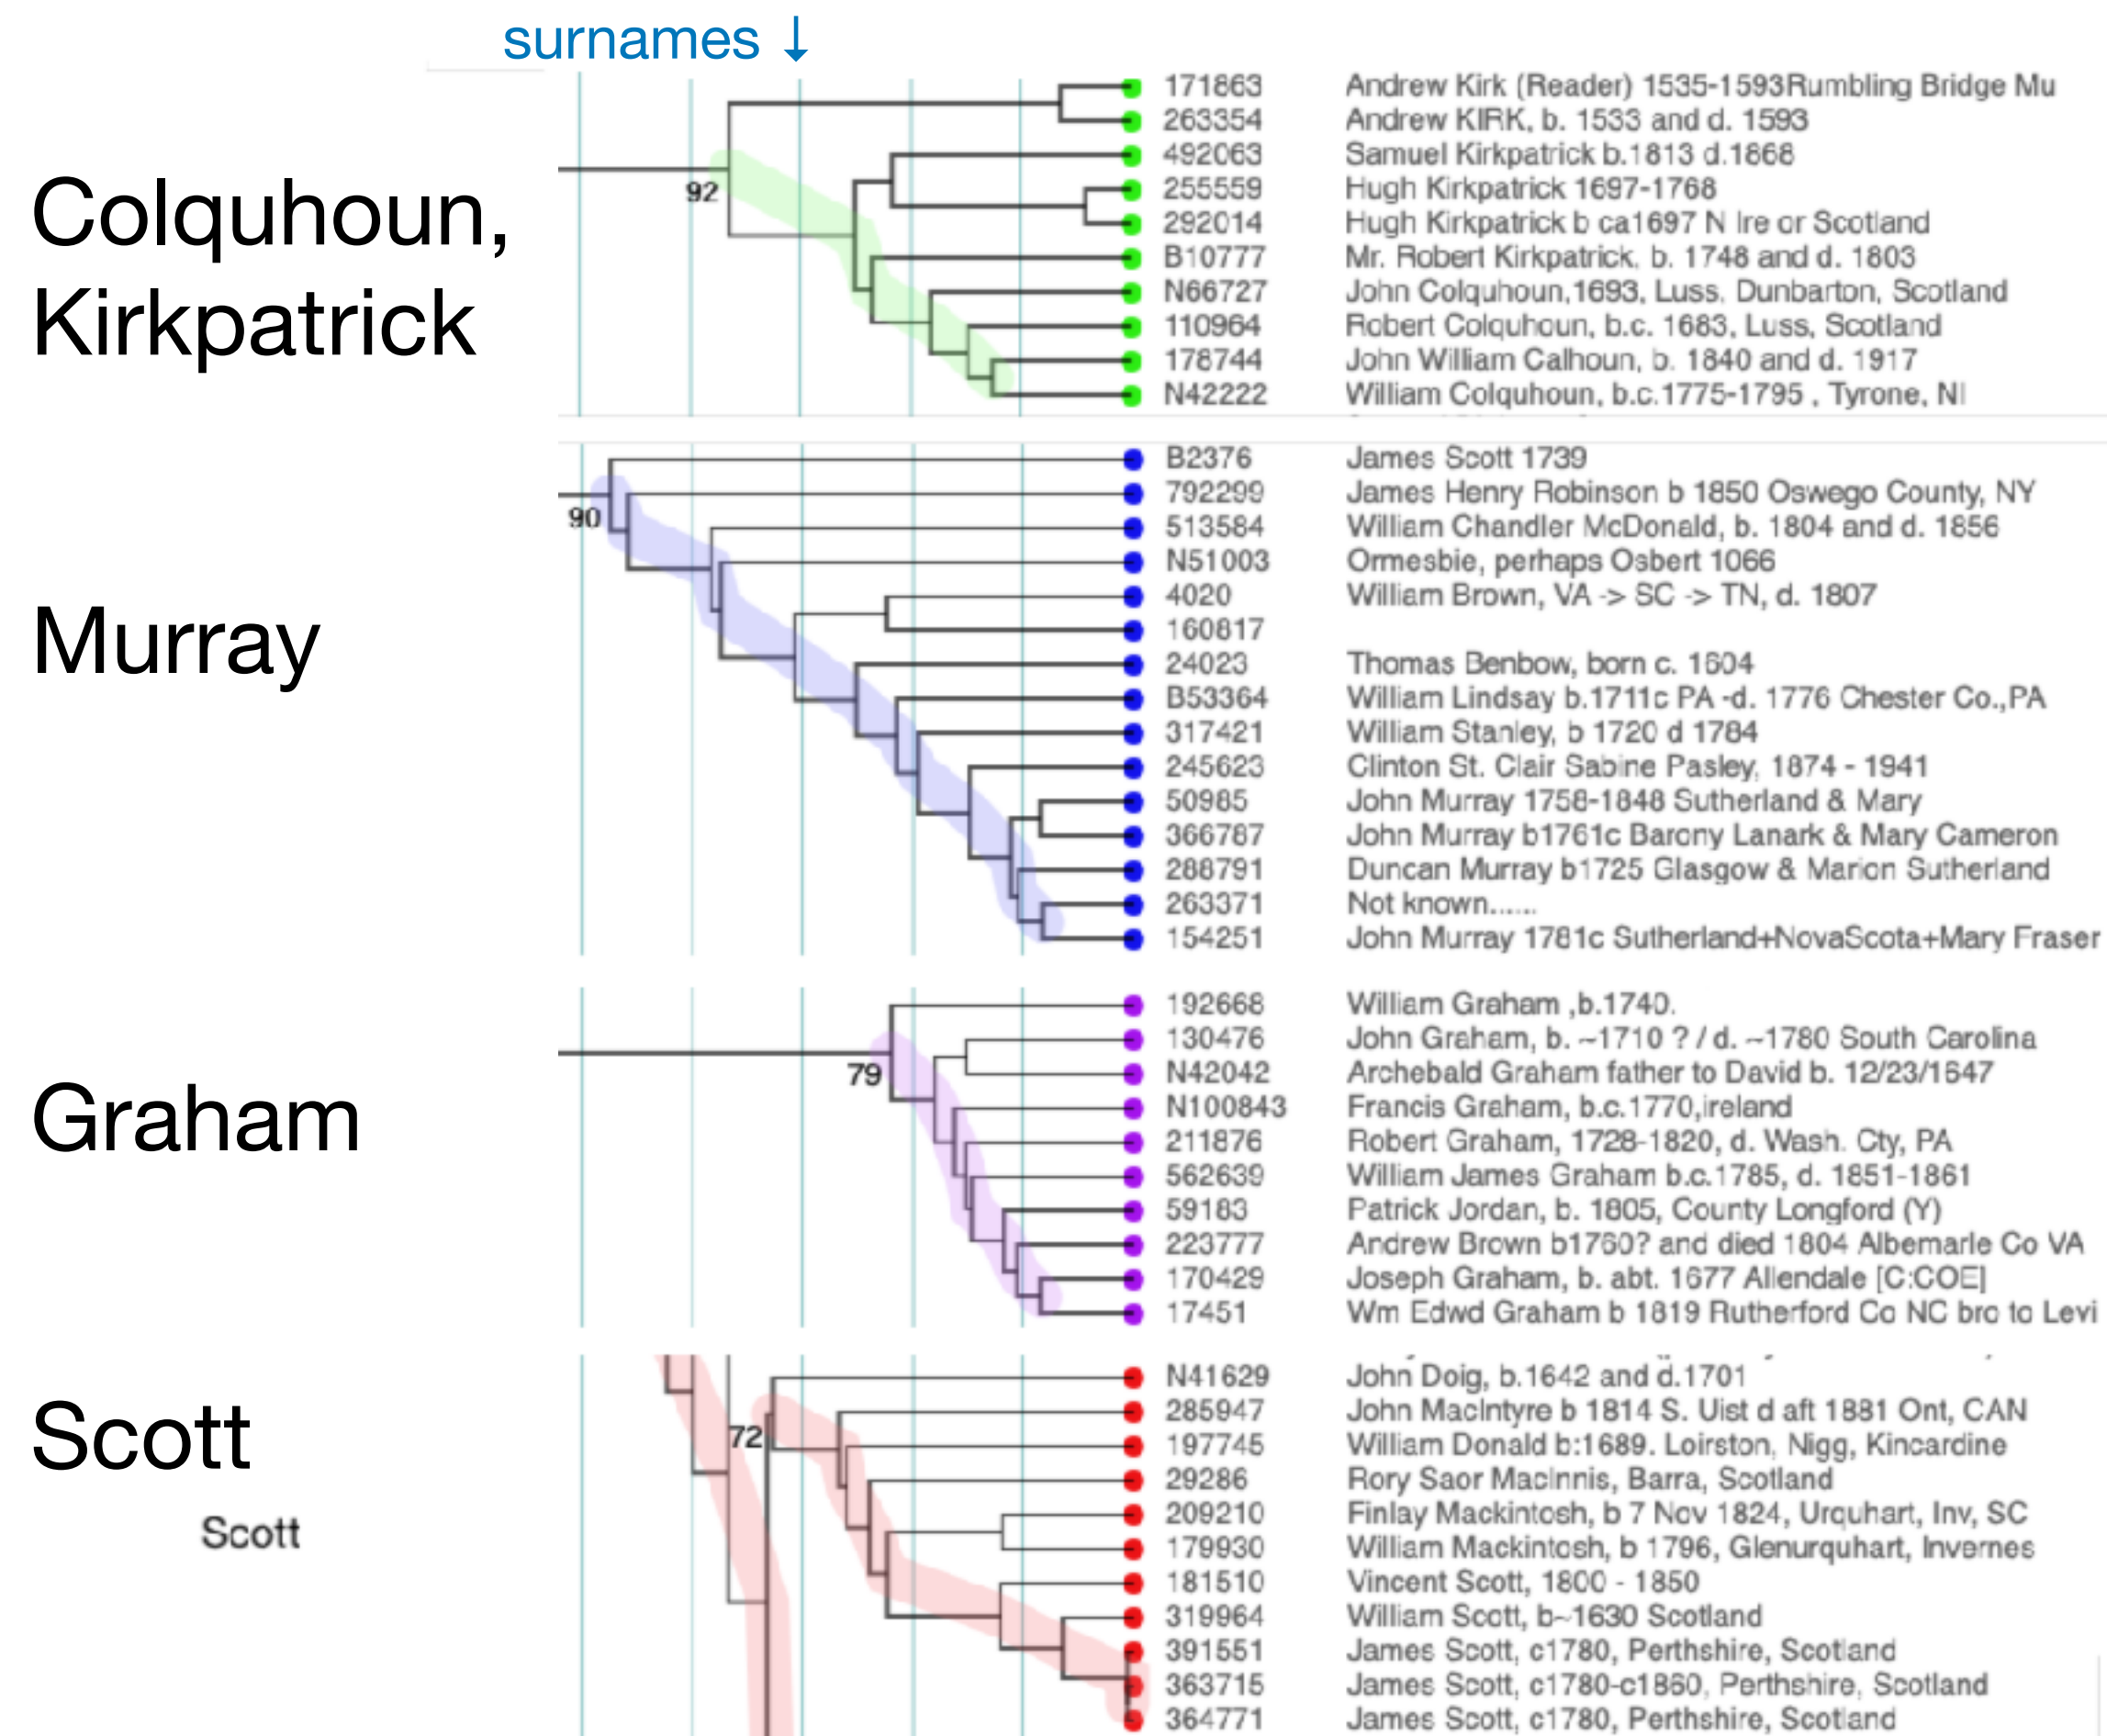 surnames ↓
Colquhoun,
Kirkpatrick
92
171863 Andrew Kirk (Reader) 1535-1593Rumbling Bridge Mu
263354 Andrew KIRK, b. 1533 and d. 1593
492063 Samuel Kirkpatrick b.1813 d.1868
255559 Hugh Kirkpatrick 1697-1768
292014 Hugh Kirkpatrick b ca1697 N Ire or Scotland
B10777 Mr. Robert Kirkpatrick, b. 1748 and d. 1803
N66727 John Colquhoun,1693, Luss, Dunbarton, Scotland
110964 Robert Colquhoun, b.c. 1683, Luss, Scotland
178744 John William Calhoun, b. 1840 and d. 1917
N42222 William Colquhoun, b.c.1775-1795 , Tyrone, NI
Murray
90
B2376 James Scott 1739
792299 James Henry Robinson b 1850 Oswego County, NY
513584 William Chandler McDonald, b. 1804 and d. 1856
N51003 Ormesbie, perhaps Osbert 1066
4020 William Brown, VA -> SC -> TN, d. 1807
160817
24023 Thomas Benbow, born c. 1604
B53364 William Lindsay b.1711c PA -d. 1776 Chester Co.,PA
317421 William Stanley, b 1720 d 1784
245623 Clinton St. Clair Sabine Pasley, 1874 - 1941
50985 John Murray 1758-1848 Sutherland & Mary
366787 John Murray b1761c Barony Lanark & Mary Cameron
288791 Duncan Murray b1725 Glasgow & Marion Sutherland
263371 Not known......
154251 John Murray 1781c Sutherland+NovaScota+Mary Fraser
Graham
79
192668 William Graham ,b.1740.
130476 John Graham, b. ~1710 ? / d. ~1780 South Carolina
N42042 Archebald Graham father to David b. 12/23/1647
N100843 Francis Graham, b.c.1770,ireland
211876 Robert Graham, 1728-1820, d. Wash. Cty, PA
562639 William James Graham b.c.1785, d. 1851-1861
59183 Patrick Jordan, b. 1805, County Longford (Y)
223777 Andrew Brown b1760? and died 1804 Albemarle Co VA
170429 Joseph Graham, b. abt. 1677 Allendale [C:COE]
17451 Wm Edwd Graham b 1819 Rutherford Co NC bro to Levi
Scott
Scott
72
N41629 John Doig, b.1642 and d.1701
285947 John MacIntyre b 1814 S. Uist d aft 1881 Ont, CAN
197745 William Donald b:1689. Loirston, Nigg, Kincardine
29286 Rory Saor MacInnis, Barra, Scotland
209210 Finlay Mackintosh, b 7 Nov 1824, Urquhart, Inv, SC
179930 William Mackintosh, b 1796, Glenurquhart, Invernes
181510 Vincent Scott, 1800 - 1850
319964 William Scott, b~1630 Scotland
391551 James Scott, c1780, Perthshire, Scotland
363715 James Scott, c1780-c1860, Perthshire, Scotland
364771 James Scott, c1780, Perthshire, Scotland